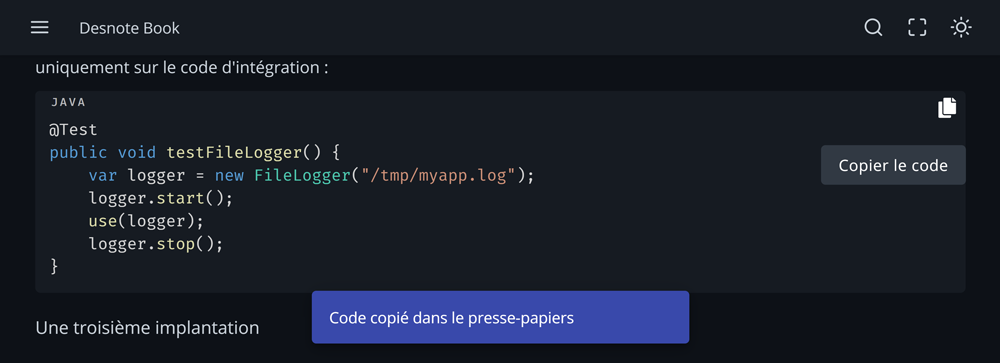 Desnote Book
uniquement sur le code d'intégration :
JAVA
@Test
public void testFileLogger() {
    var logger = new FileLogger("/tmp/myapp.log");
    logger.start();
    use(logger);
    logger.stop();
}
Copier le code
Code copié dans le presse-papiers
Une troisième implantation